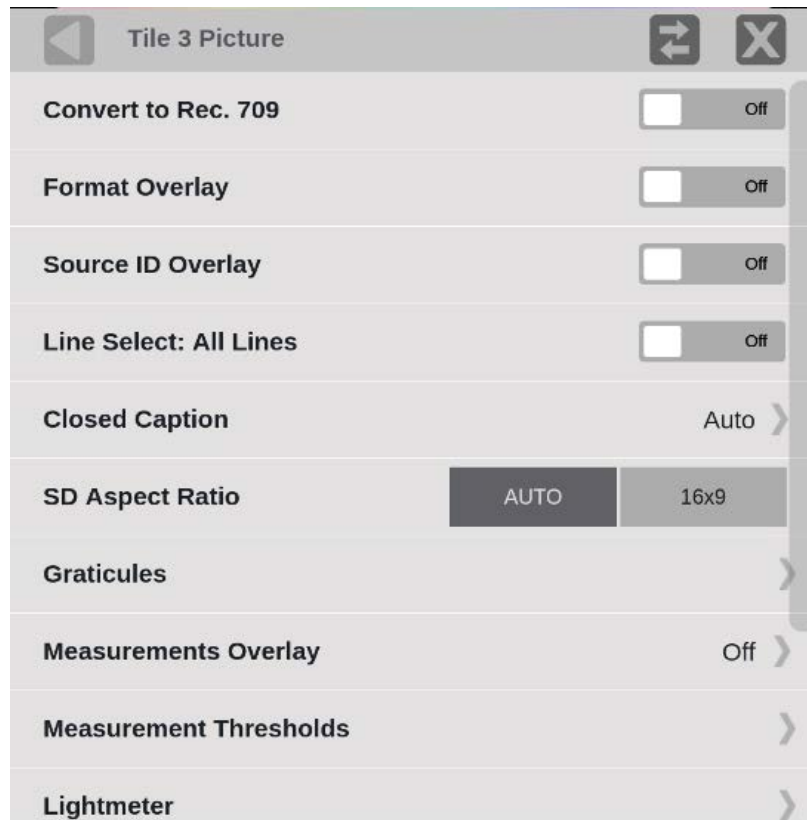 Tile 3 Picture
Convert to Rec. 709 Off
Format Overlay Off
Source ID Overlay Off
Line Select: All Lines Off
Closed Caption Auto
SD Aspect Ratio AUTO 16x9
Graticules
Measurements Overlay Off
Measurement Thresholds
Lightmeter